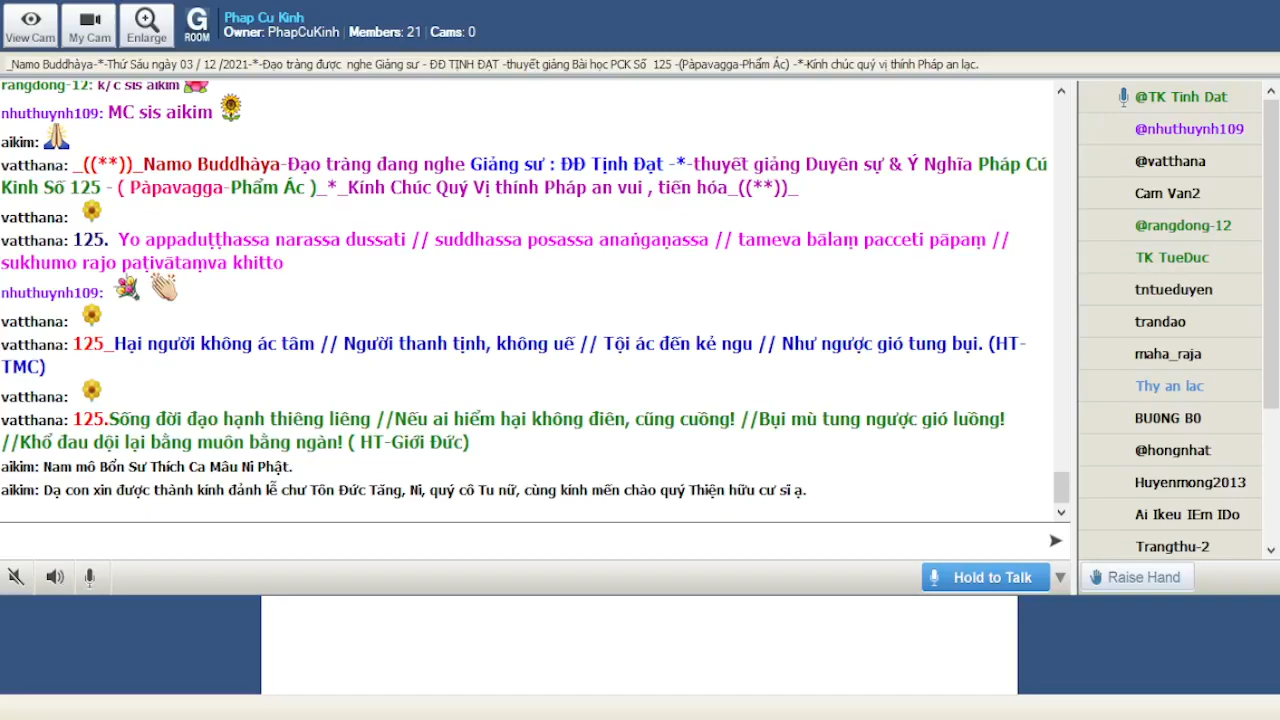 View Cam
My Cam
Enlarge
G
ROOM
Phap Cu Kinh
Owner: PhapCuKinh | Members: 21 | Cams: 0
_Namo Buddhàya-*-Thứ Sáu ngày 03 / 12 /2021-*-Đạo tràng được nghe Giảng sư - ĐĐ TỊNH ĐẠT -thuyết giảng Bài học PCK Số 125 -(Pàpavagga-Phẩm Ác) -*-Kính chúc quý vị thính Pháp an lạc.
rangdong-12: k/c sis aikim
nhuthuynh109: MC sis aikim
aikim:
vatthana: _((**))_Namo Buddhàya-Đạo tràng đang nghe Giảng sư : ĐĐ Tịnh Đạt -*-thuyết giảng Duyên sự & Ý Nghĩa Pháp Cú
Kinh Số 125 - ( Pàpavagga-Phẩm Ác )_*_Kính Chúc Quý Vị thính Pháp an vui , tiến hóa_((**))_
vatthana:
vatthana: 125. Yo appaduṭṭhassa narassa dussati // suddhassa posassa anaṅgaṇassa // tameva bālaṃ pacceti pāpaṃ //
sukhumo rajo paṭivātaṃva khitto
nhuthuynh109:
vatthana:
vatthana: 125_Hại người không ác tâm // Người thanh tịnh, không uế // Tội ác đến kẻ ngu // Như ngược gió tung bụi. (HT-
TMC)
vatthana:
vatthana: 125.Sống đời đạo hạnh thiêng liêng //Nếu ai hiểm hại không điên, cũng cuồng! //Bụi mù tung ngược gió luồng!
//Khổ đau dội lại bằng muôn bằng ngàn! ( HT-Giới Đức)
aikim: Nam mô Bổn Sư Thích Ca Mâu Ni Phật.
aikim: Dạ con xin được thành kính đảnh lễ chư Tôn Đức Tăng, Ni, quý cô Tu nữ, cùng kính mến chào quý Thiện hữu cư sĩ ạ.
@TK Tinh Dat
@nhuthuynh109
@vatthana
Cam Van2
@rangdong-12
TK TueDuc
tntueduyen
trandao
maha_raja
Thy an lac
BU0NG B0
@hongnhat
Huyenmong2013
Ai Ikeu IEm IDo
Trangthu-2
Hold to Talk
Raise Hand